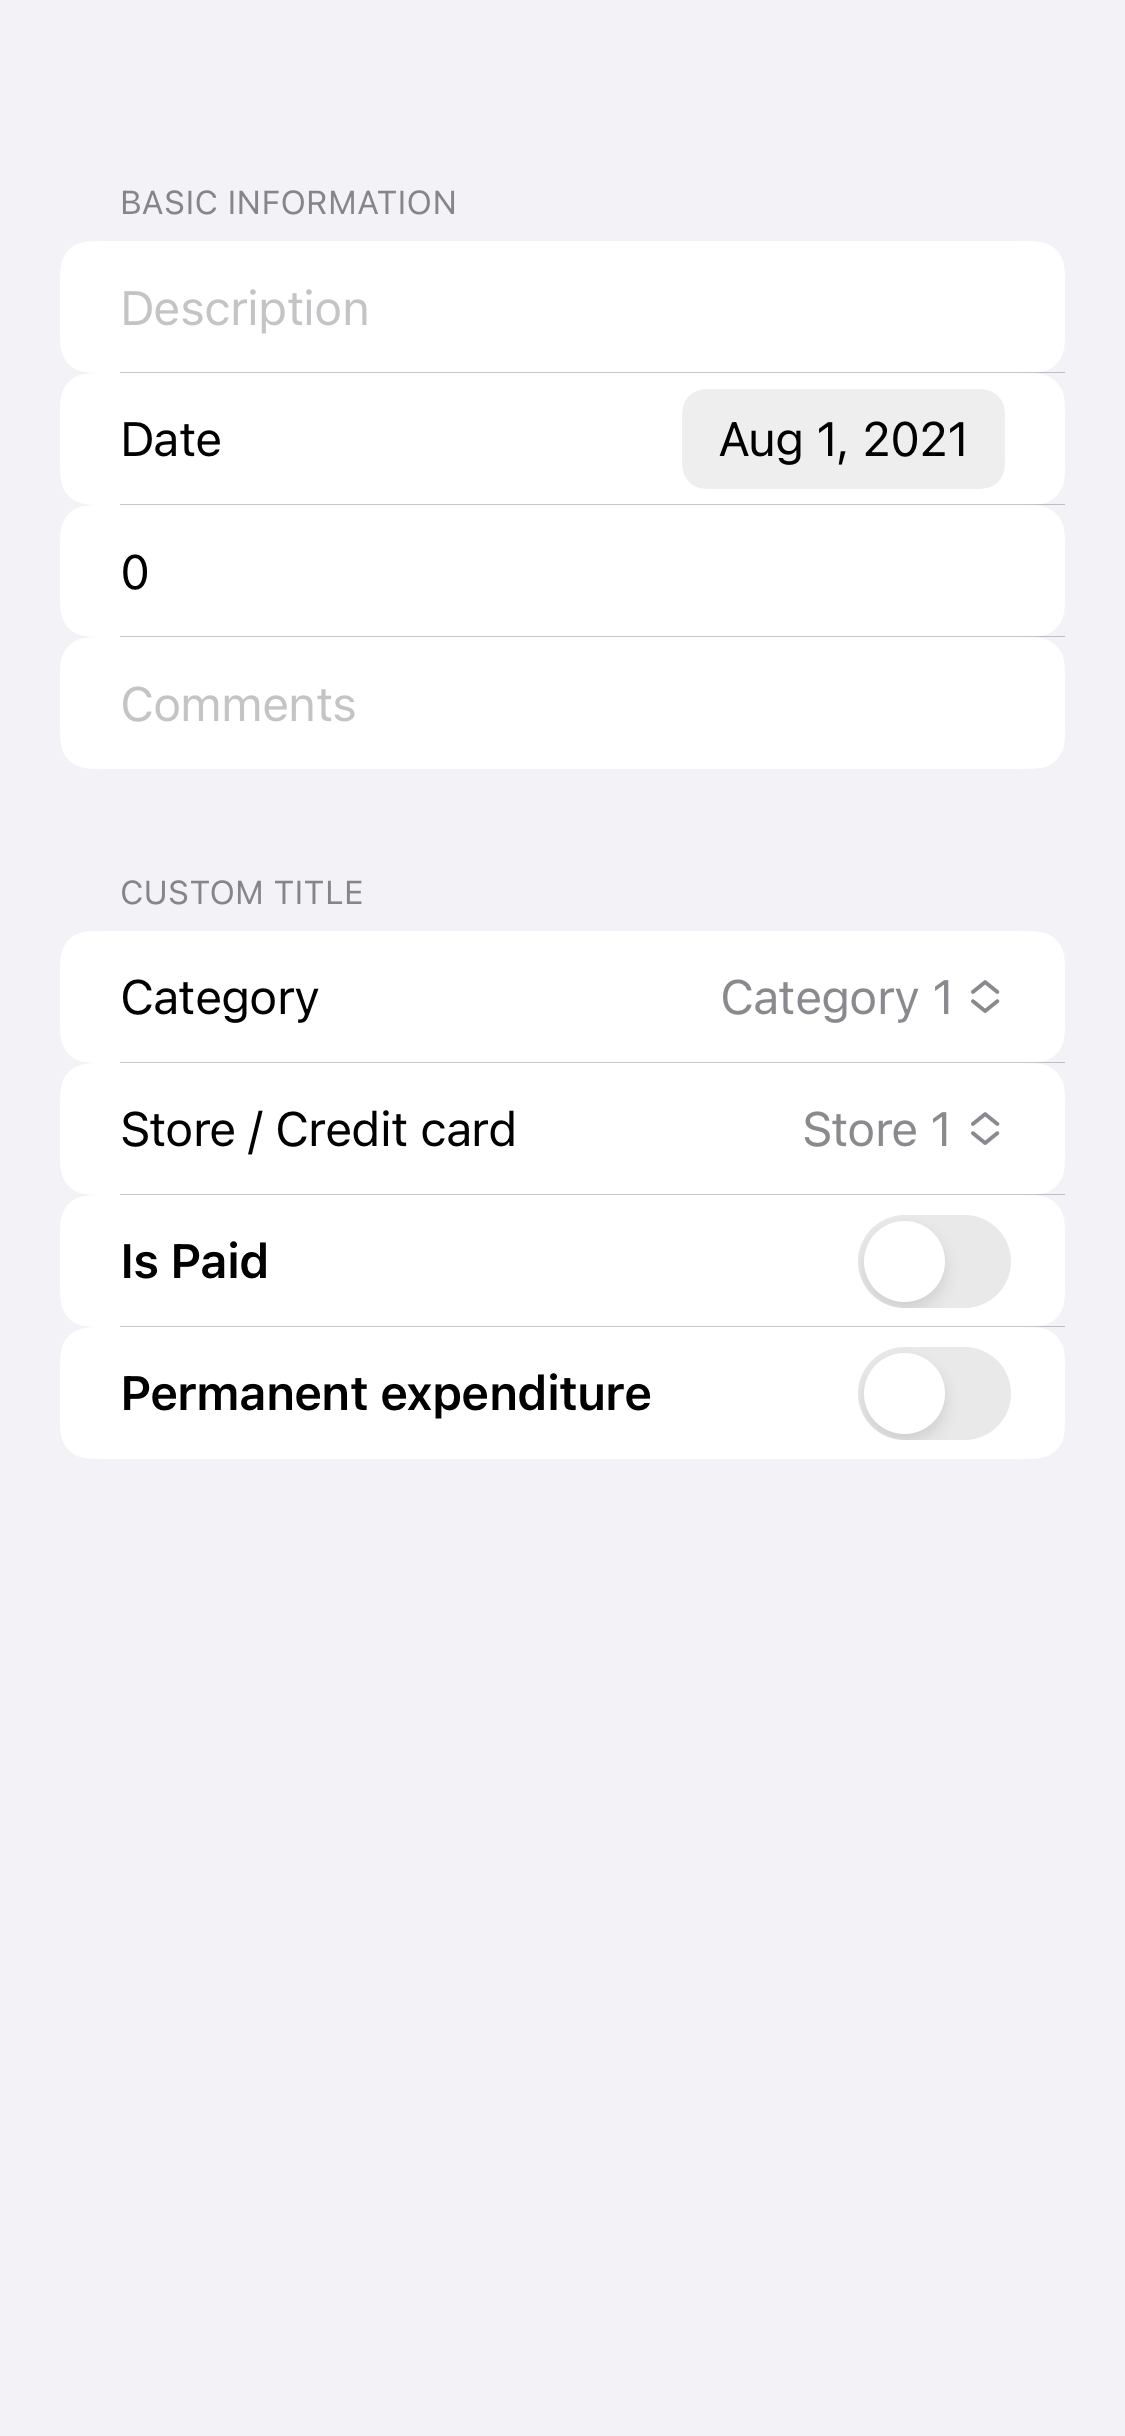 BASIC INFORMATION
Description
Date Aug 1, 2021
0
Comments
CUSTOM TITLE
Category Category 1
Store / Credit card Store 1
Is Paid
Permanent expenditure